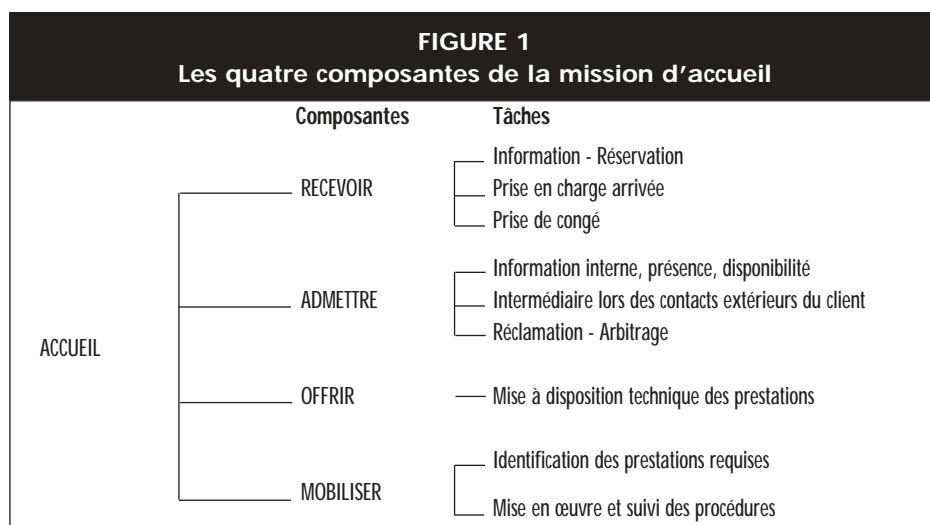 FIGURE 1
Les quatre composantes de la mission d'accueil
Composantes Tâches
Information - Réservation
RECEVOIR Prise en charge arrivée
Prise de congé
Information interne, présence, disponibilité
ADMETTRE Intermédiaire lors des contacts extérieurs du client
Réclamation - Arbitrage
ACCUEIL
OFFRIR Mise à disposition technique des prestations
Identification des prestations requises
MOBILISER
Mise en œuvre et suivi des procédures